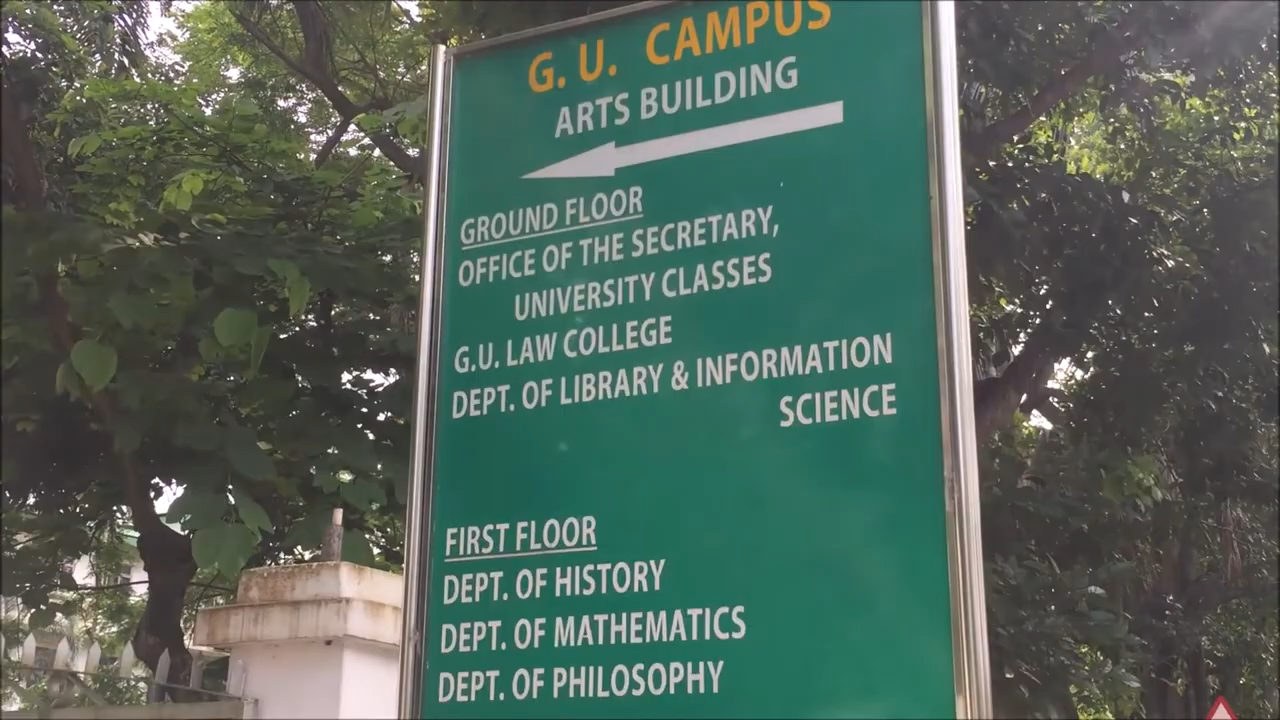 G. U. CAMPUS
ARTS BUILDING
GROUND FLOOR
OFFICE OF THE SECRETARY,
UNIVERSITY CLASSES
G.U. LAW COLLEGE
DEPT. OF LIBRARY & INFORMATION
SCIENCE
FIRST FLOOR
DEPT. OF HISTORY
DEPT. OF MATHEMATICS
DEPT. OF PHILOSOPHY